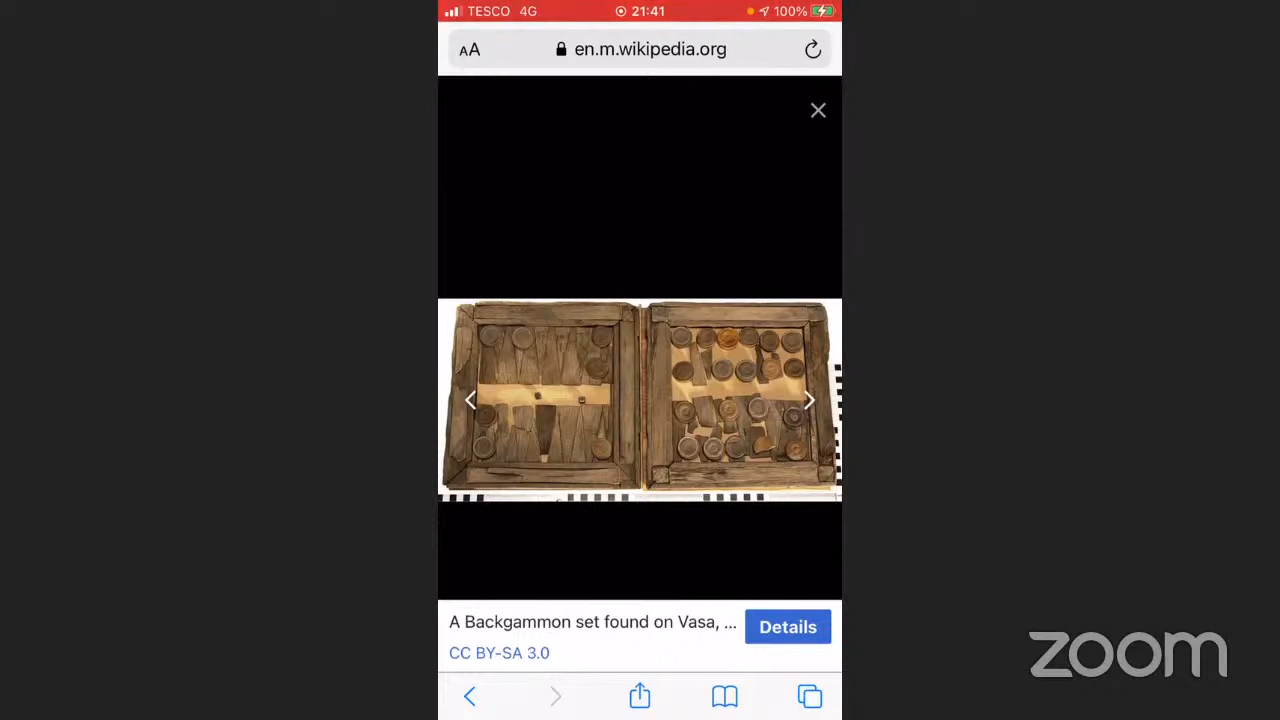 TESCO 4G 21:41 100%
AA en.m.wikipedia.org
A Backgammon set found on Vasa, ...
Details
CC BY-SA 3.0
zoom